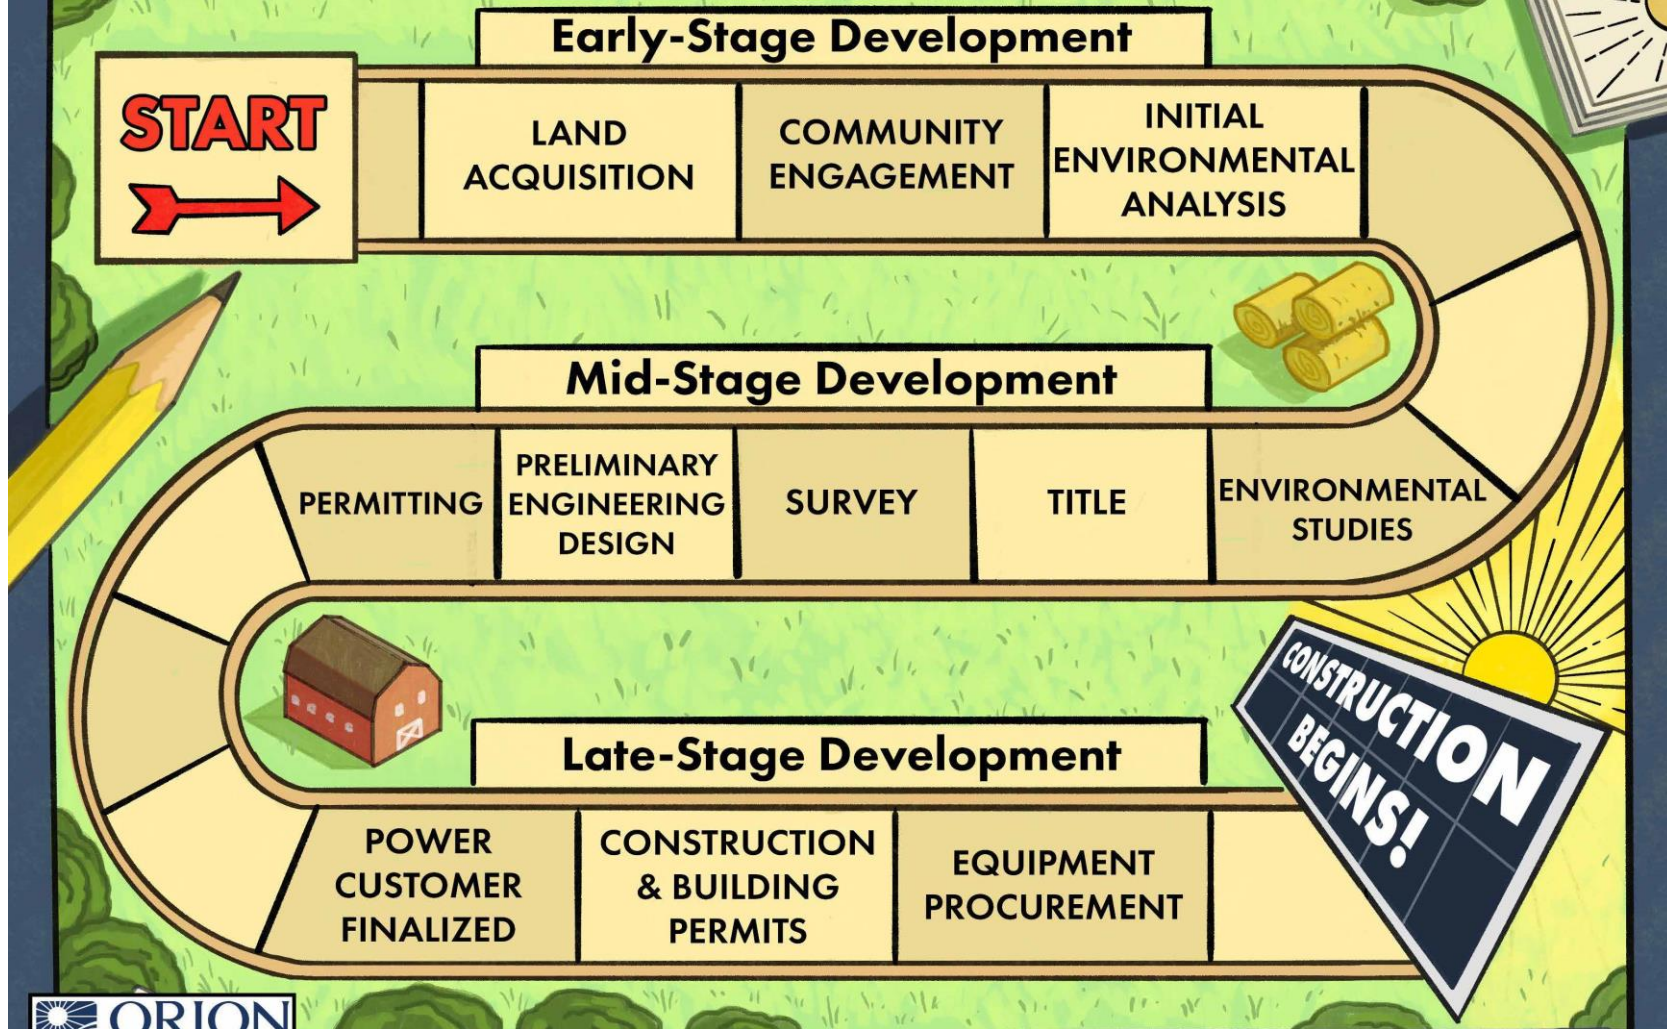 Early-Stage Development
START
LAND
ACQUISITION
COMMUNITY
ENGAGEMENT
INITIAL
ENVIRONMENTAL
ANALYSIS
Mid-Stage Development
PERMITTING
PRELIMINARY
ENGINEERING
DESIGN
SURVEY
TITLE
ENVIRONMENTAL
STUDIES
Late-Stage Development
POWER
CUSTOMER
FINALIZED
CONSTRUCTION
& BUILDING
PERMITS
EQUIPMENT
PROCUREMENT
CONSTRUCTION
BEGINS!
ORION